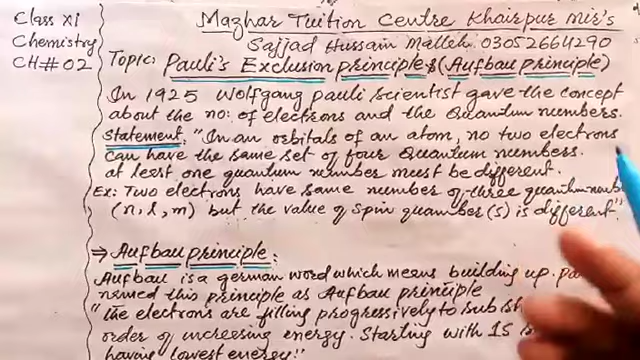 Class XI
Chemistry
CH#02
Mazhar Tuition Centre Khairpur Mir's
Sajjad Hussain Malleh 03052664290
Topic: Pauli's Exclusion principle & (Aufbau principle)
In 1925 Wolfgang pauli scientist gave the concept
about the no: of electrons and the Quantum numbers.
Statement: "In an orbitals of an atom, no two electrons
can have the same set of four Quantum numbers.
at least one quantum number must be different.
Ex: Two electrons have same number of three quantum numb
(n, l, m) but the value of spin quamber (s) is different"
⇒ Aufbau principle:
Aufbau is a german word which means building up.
named this principle as Aufbau principle
"The electrons are filling progressively to sub sh
order of increasing energy. Starting with 1S
having lowest energy"